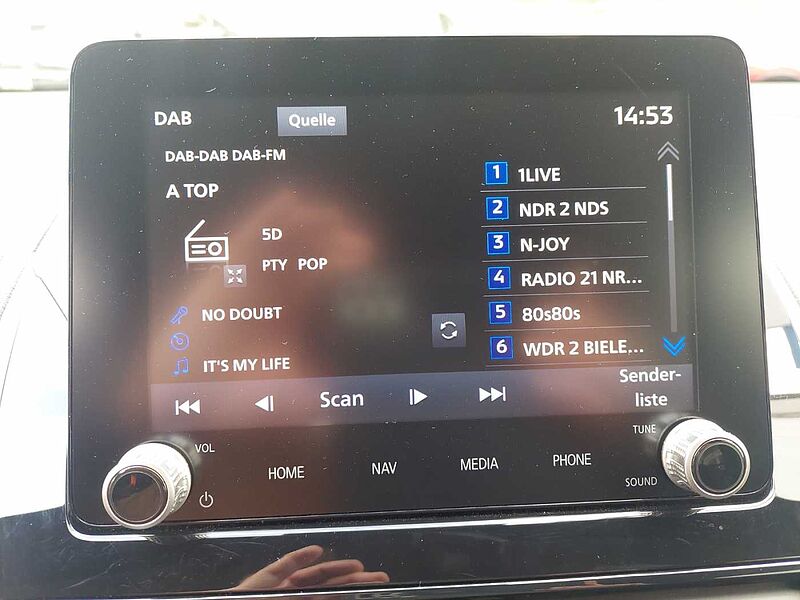 DAB Quelle 14:53
DAB-DAB DAB-FM
A TOP
5D
PTY POP
NO DOUBT
IT'S MY LIFE
1 1LIVE
2 NDR 2 NDS
3 N-JOY
4 RADIO 21 NR...
5 80s80s
6 WDR 2 BIELE,...
Scan
Sender-
liste
VOL
TUNE
HOME NAV MEDIA PHONE
SOUND